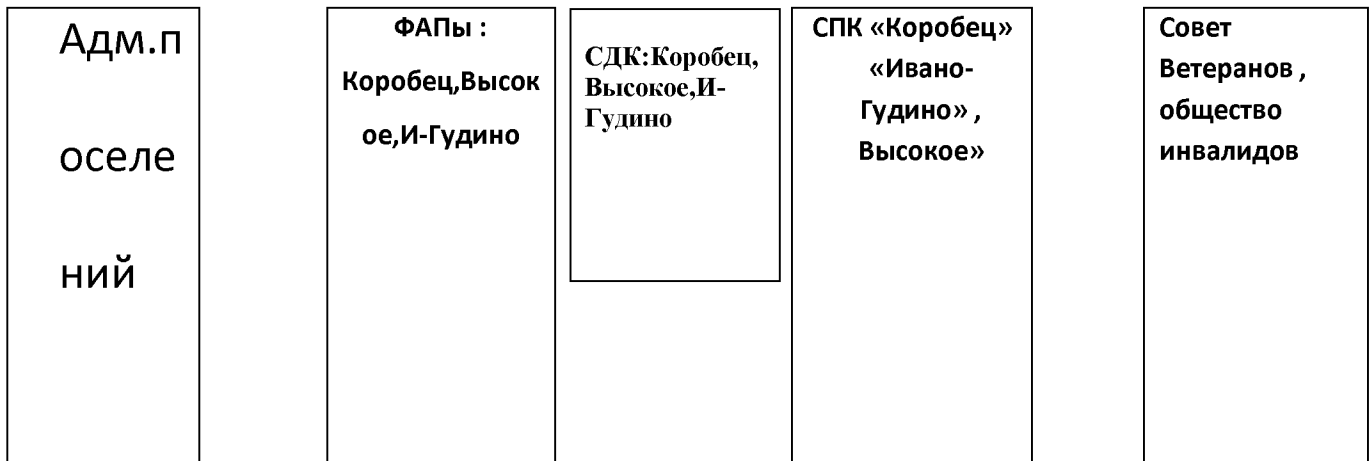 Адм.п
оселе
ний
ФАПы :
Коробец,Высок
ое,И-Гудино
СДК:Коробец,
Высокое,И-
Гудино
СПК «Коробец»
«Ивано-
Гудино» ,
Высокое»
Совет
Ветеранов ,
общество
инвалидов